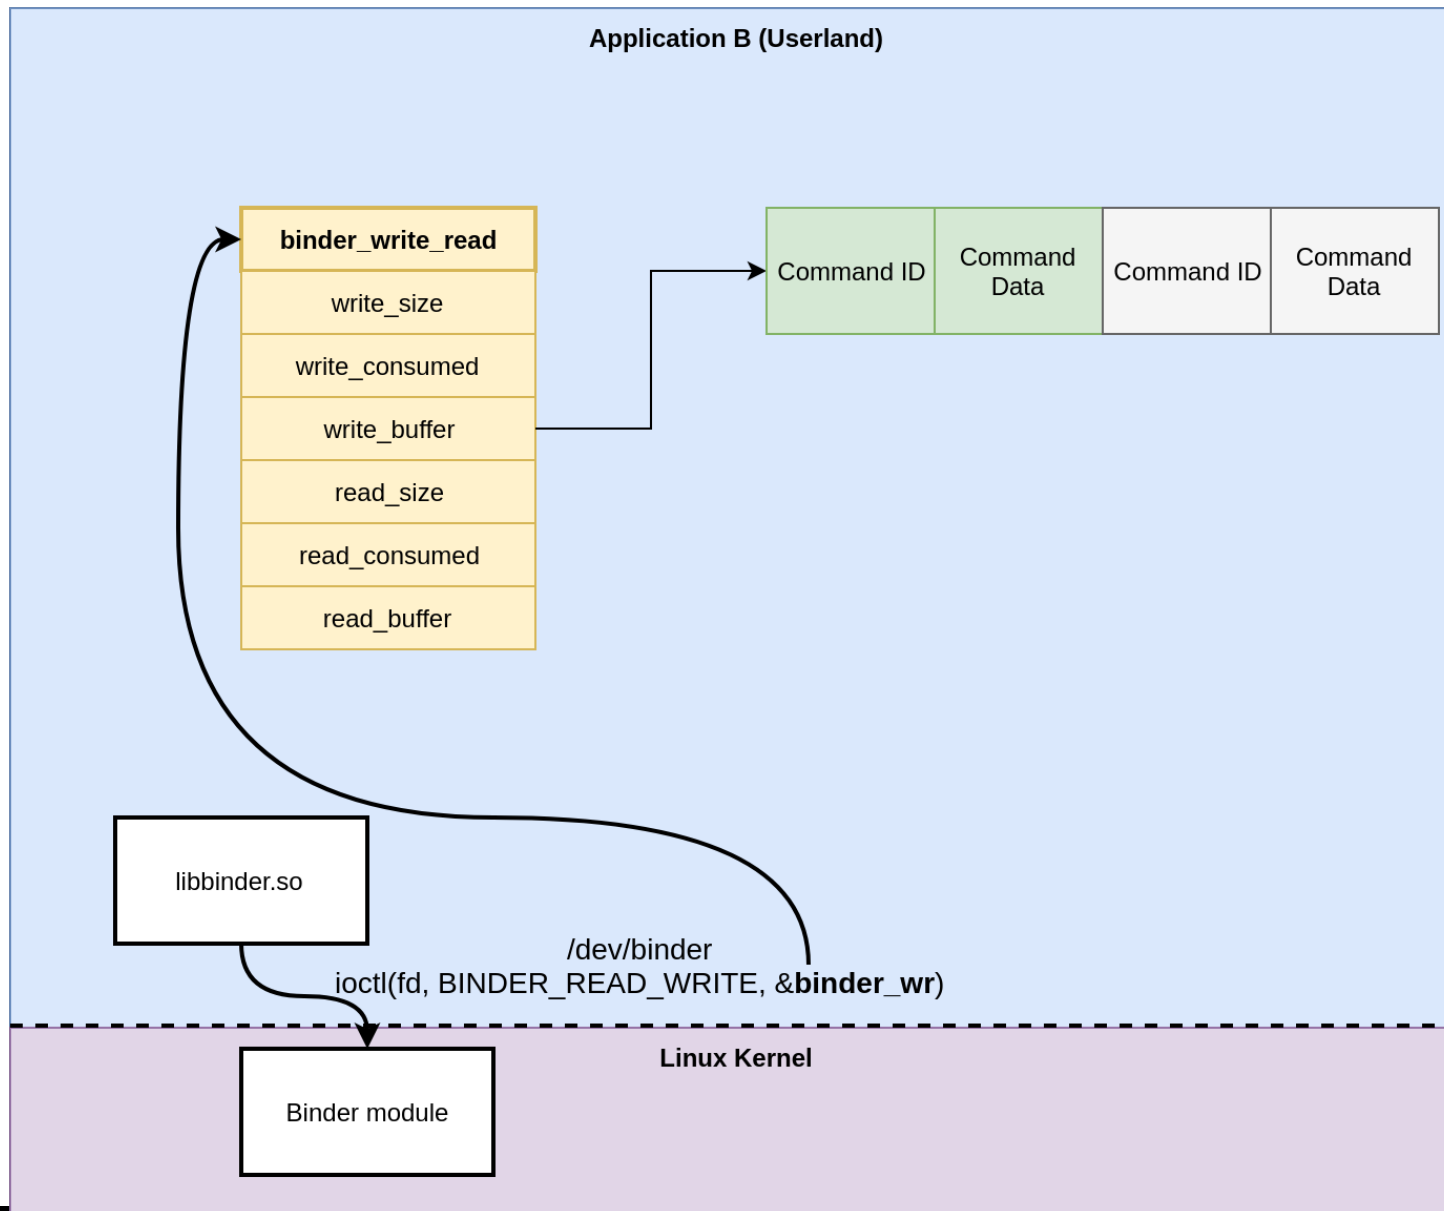 Application B (Userland)
binder_write_read
write_size
write_consumed
write_buffer
read_size
read_consumed
read_buffer
Command ID
Command
Data
Command ID
Command
Data
libbinder.so
/dev/binder
ioctl(fd, BINDER_READ_WRITE, &binder_wr)
Linux Kernel
Binder module